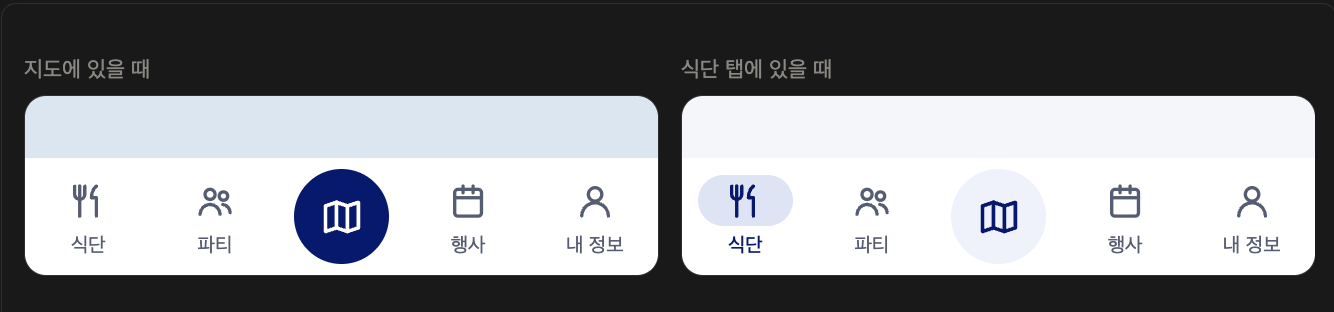 지도에 있을 때
식단 탭에 있을 때
식단
파티
행사
내 정보
식단
파티
행사
내 정보